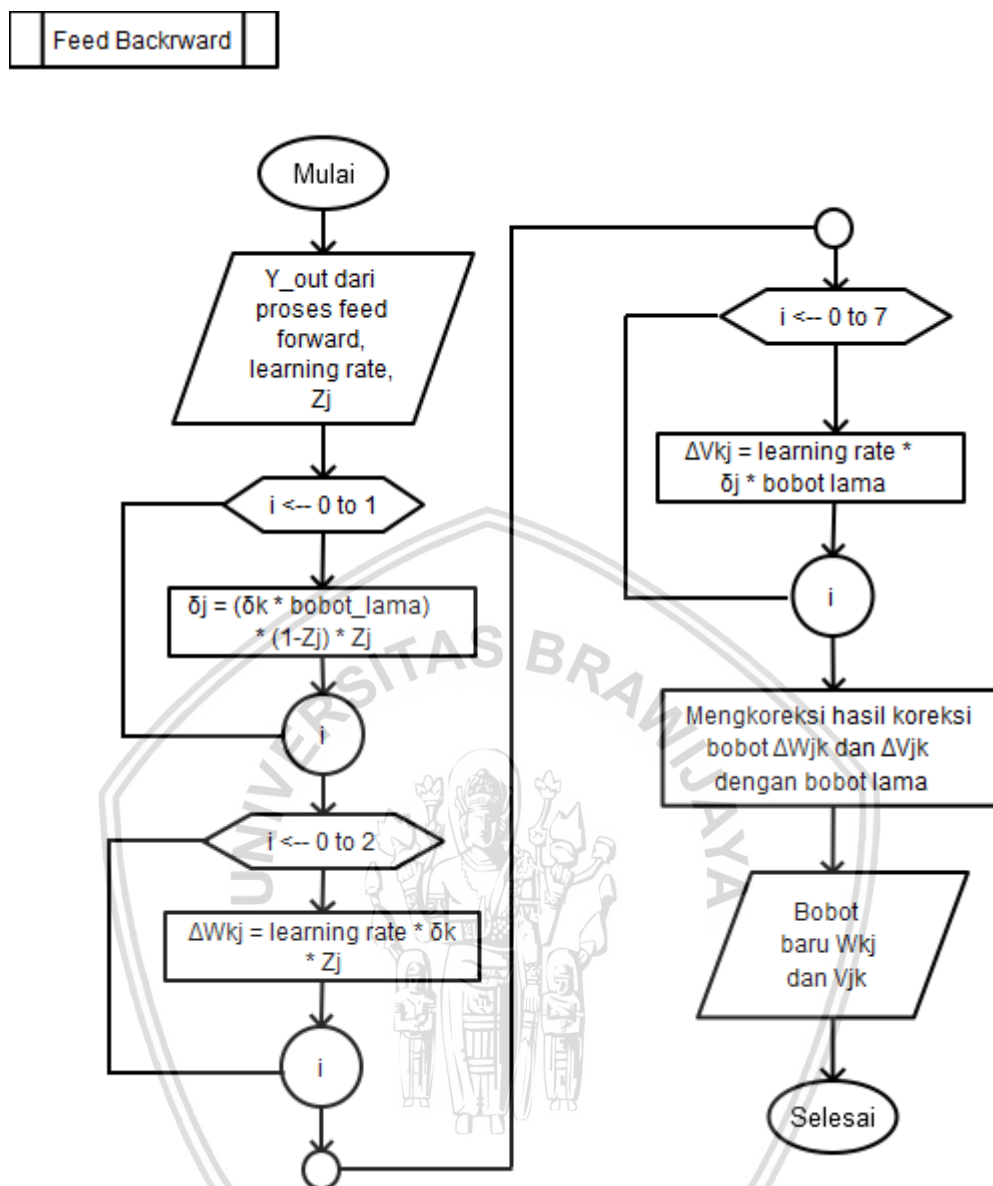 Feed Backrward
Mulai
Y_out dari
proses feed
forward,
learning rate,
Zj
i <-- 0 to 1
δj = (δk * bobot_lama)
* (1-Zj) * Zj
i
i <-- 0 to 2
ΔWkj = learning rate * δk
* Zj
i
i <-- 0 to 7
ΔVkj = learning rate *
δj * bobot lama
i
Mengkoreksi hasil koreksi
bobot ΔWjk dan ΔVjk
dengan bobot lama
Bobot
baru Wkj
dan Vjk
Selesai
UNIVERSITAS BRAWIJAYA